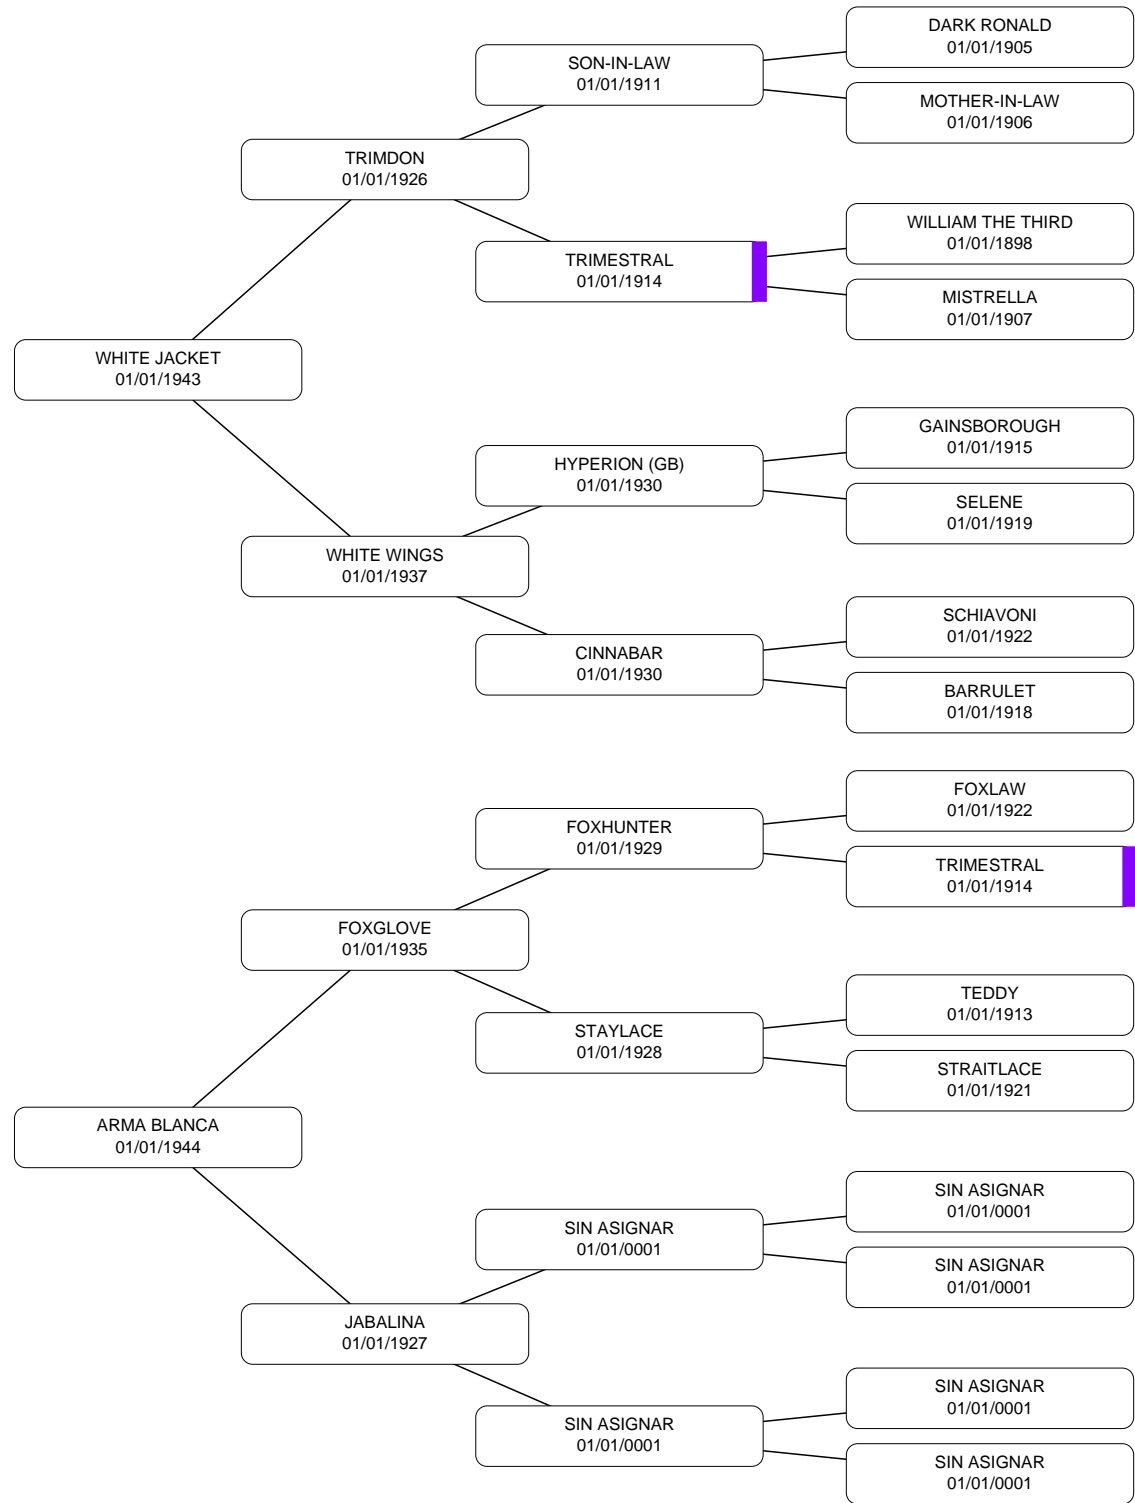 DARK RONALD
01/01/1905
SON-IN-LAW
01/01/1911
MOTHER-IN-LAW
01/01/1906
TRIMDON
01/01/1926
WILLIAM THE THIRD
01/01/1898
TRIMESTRAL
01/01/1914
MISTRELLA
01/01/1907
WHITE JACKET
01/01/1943
GAINSBOROUGH
01/01/1915
HYPERION (GB)
01/01/1930
SELENE
01/01/1919
WHITE WINGS
01/01/1937
SCHIAVONI
01/01/1922
CINNABAR
01/01/1930
BARRULET
01/01/1918
FOXLAW
01/01/1922
FOXHUNTER
01/01/1929
TRIMESTRAL
01/01/1914
FOXGLOVE
01/01/1935
TEDDY
01/01/1913
STAYLACE
01/01/1928
STRAITLACE
01/01/1921
ARMA BLANCA
01/01/1944
SIN ASIGNAR
01/01/0001
SIN ASIGNAR
01/01/0001
SIN ASIGNAR
01/01/0001
JABALINA
01/01/1927
SIN ASIGNAR
01/01/0001
SIN ASIGNAR
01/01/0001
SIN ASIGNAR
01/01/0001